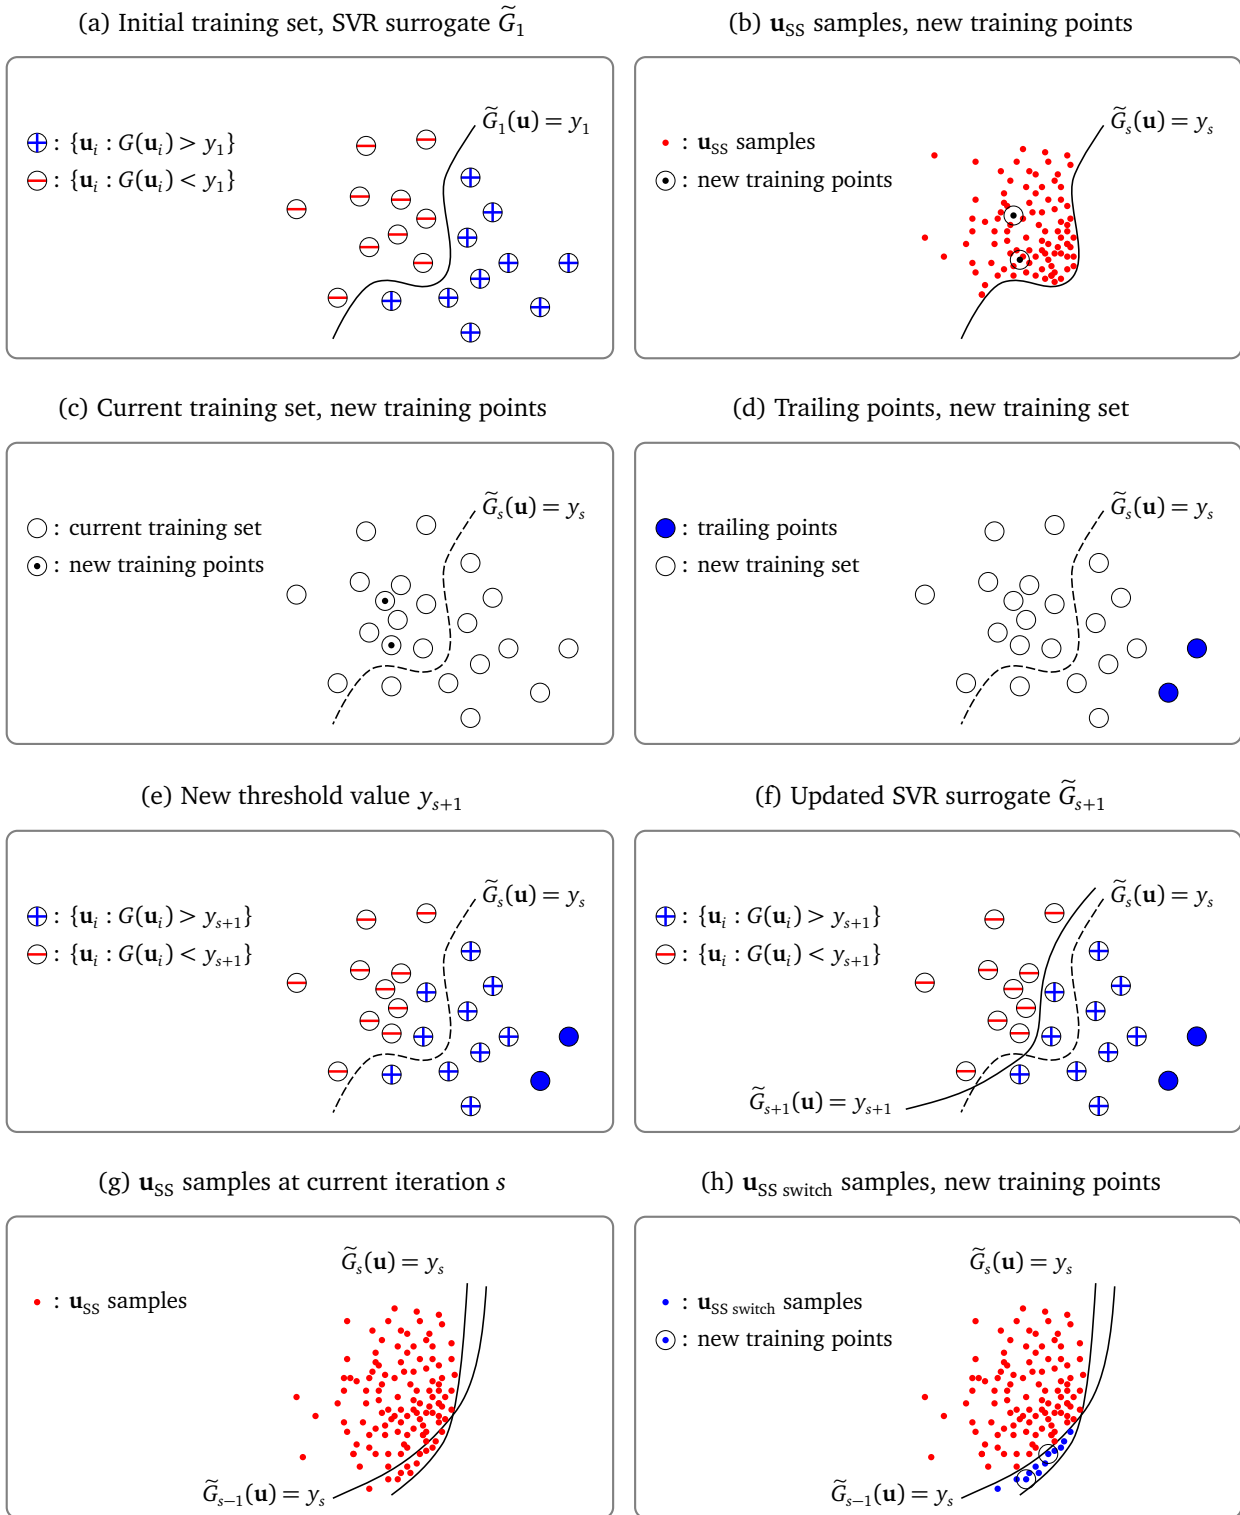 (a) Initial training set, SVR surrogate G̃₁
G̃₁(𝐮) = y₁
: {𝐮ᵢ : G(𝐮ᵢ) > y₁}
: {𝐮ᵢ : G(𝐮ᵢ) < y₁}
(b) 𝐮_SS samples, new training points
G̃ₛ(𝐮) = yₛ
: 𝐮_SS samples
: new training points
(c) Current training set, new training points
G̃ₛ(𝐮) = yₛ
: current training set
: new training points
(d) Trailing points, new training set
G̃ₛ(𝐮) = yₛ
: trailing points
: new training set
(e) New threshold value yₛ₊₁
G̃ₛ(𝐮) = yₛ
: {𝐮ᵢ : G(𝐮ᵢ) > yₛ₊₁}
: {𝐮ᵢ : G(𝐮ᵢ) < yₛ₊₁}
(f) Updated SVR surrogate G̃ₛ₊₁
G̃ₛ(𝐮) = yₛ
: {𝐮ᵢ : G(𝐮ᵢ) > yₛ₊₁}
: {𝐮ᵢ : G(𝐮ᵢ) < yₛ₊₁}
G̃ₛ₊₁(𝐮) = yₛ₊₁
(g) 𝐮_SS samples at current iteration s
G̃ₛ(𝐮) = yₛ
: 𝐮_SS samples
G̃ₛ₋₁(𝐮) = yₛ
(h) 𝐮_SS switch samples, new training points
G̃ₛ(𝐮) = yₛ
: 𝐮_SS switch samples
: new training points
G̃ₛ₋₁(𝐮) = yₛ